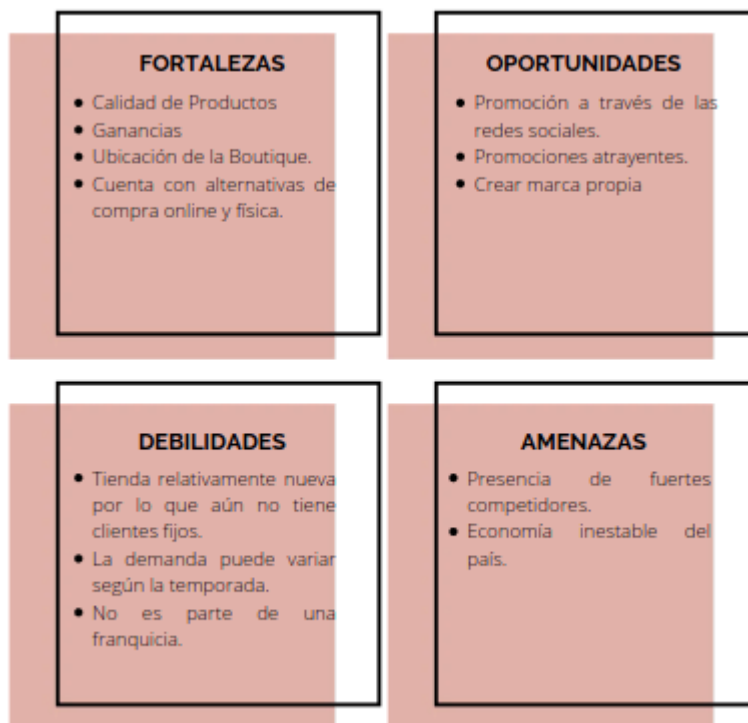 FORTALEZAS
Calidad de Productos
Ganancias
Ubicación de la Boutique.
Cuenta con alternativas de
compra online y física.
OPORTUNIDADES
Promoción a través de las
redes sociales.
Promociones atrayentes.
Crear marca propia
DEBILIDADES
Tienda relativamente nueva
por lo que aún no tiene
clientes fijos.
La demanda puede variar
según la temporada.
No es parte de una
franquicia.
AMENAZAS
Presencia de fuertes
competidores.
Economía inestable del
país.